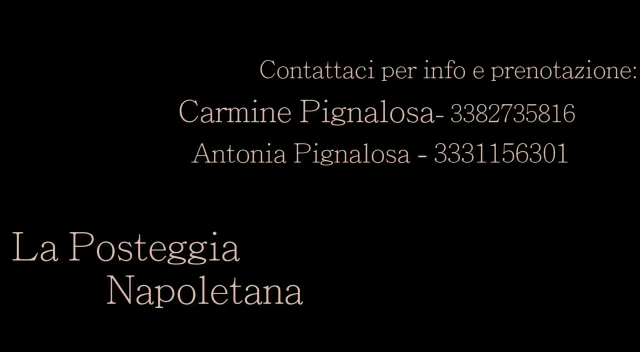 Contattaci per info e prenotazione:
Carmine Pignalosa- 3382735816
Antonia Pignalosa - 3331156301
La Posteggia
Napoletana